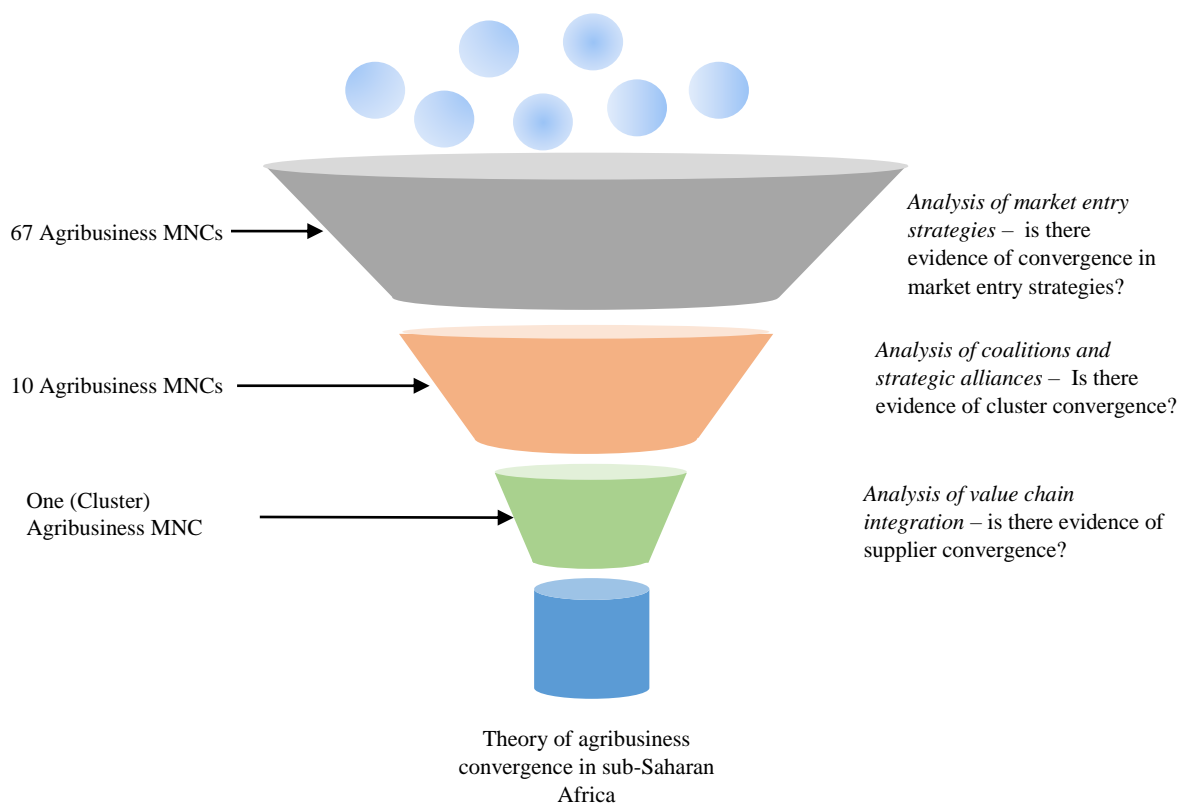 67 Agribusiness MNCs
Analysis of market entry
strategies – is there
evidence of convergence in
market entry strategies?
10 Agribusiness MNCs
Analysis of coalitions and
strategic alliances – Is there
evidence of cluster convergence?
One (Cluster)
Agribusiness MNC
Analysis of value chain
integration – is there evidence of
supplier convergence?
Theory of agribusiness
convergence in sub-Saharan
Africa